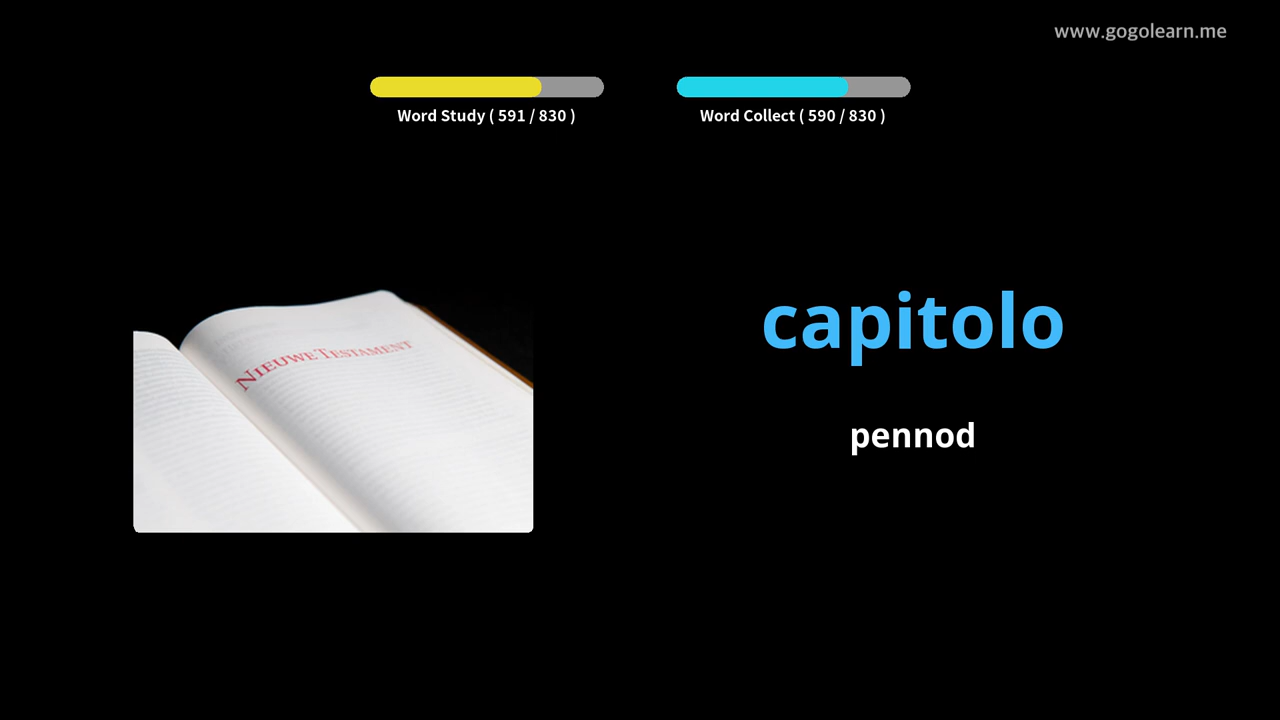 www.gogolearn.me
Word Study ( 591 / 830 )
Word Collect ( 590 / 830 )
NIEUWE TESTAMENT
capitolo
pennod